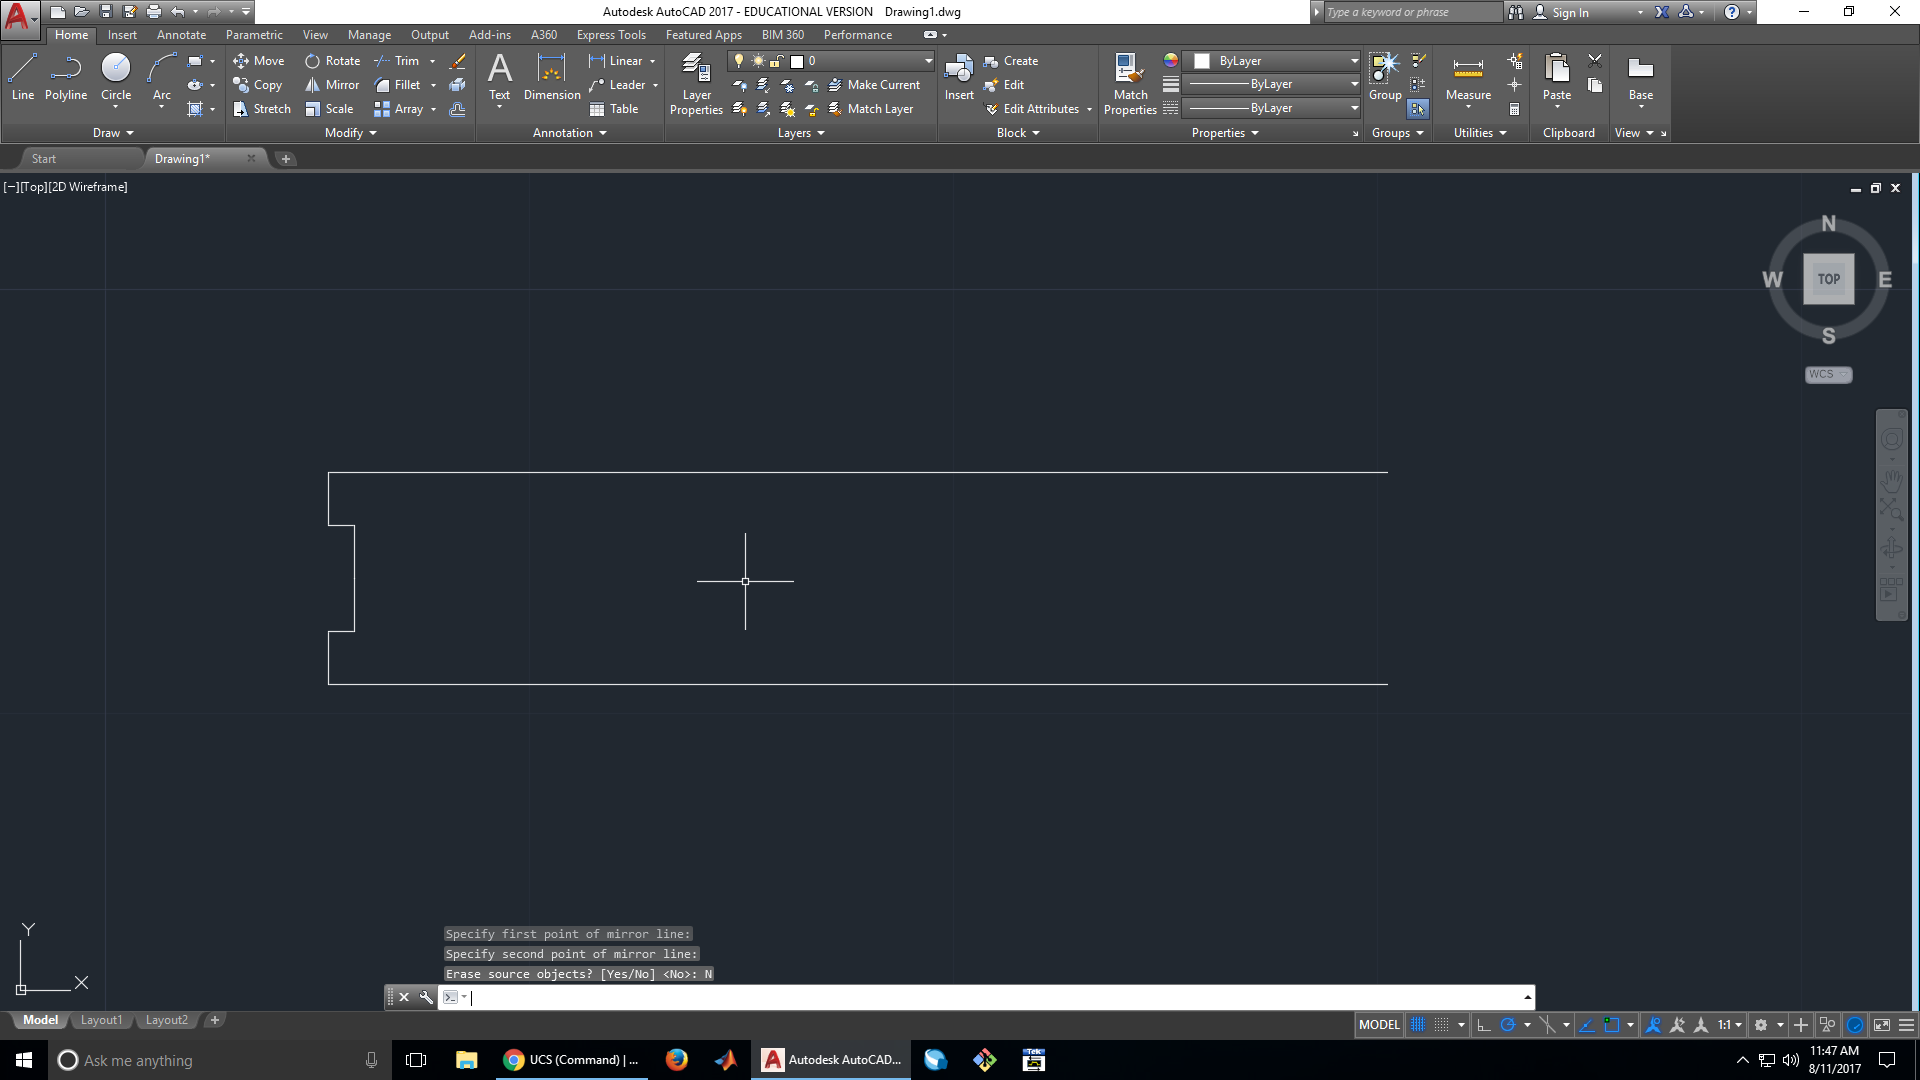 Autodesk AutoCAD 2017 - EDUCATIONAL VERSION Drawing1.dwg
Type a keyword or phrase
Sign In
Home Insert Annotate Parametric View Manage Output Add-ins A360 Express Tools Featured Apps BIM 360 Performance
Line Polyline Circle Arc
Move Rotate Trim
Copy Mirror Fillet
Stretch Scale Array
Text Dimension
Linear
Leader
Table
Layer
Properties
0
Make Current
Match Layer
Insert
Create
Edit
Edit Attributes
Match
Properties
ByLayer
ByLayer
ByLayer
Group
Measure
Paste
Base
Draw Modify Annotation Layers Block Properties Groups Utilities Clipboard View
Start Drawing1*
[−][Top][2D Wireframe]
N
W TOP E
S
WCS
Y
X
Specify first point of mirror line:
Specify second point of mirror line:
Erase source objects? [Yes/No] <No>: N
Model Layout1 Layout2
MODEL 1:1
Ask me anything
UCS (Command) | ...
Autodesk AutoCAD...
Tek
11:47 AM
8/11/2017